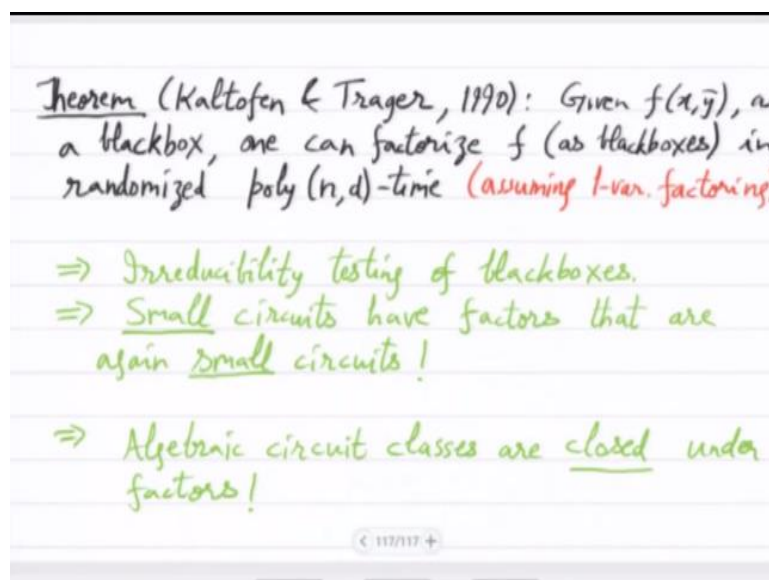 Theorem (Kaltofen & Trager, 1990): Given f(x,ȳ), a
a blackbox, one can factorize f (as blackboxes) in
randomized poly(n,d)-time (assuming 1-var. factoring
⇒ Irreducibility testing of blackboxes.
⇒ Small circuits have factors that are
again small circuits!
⇒ Algebraic circuit classes are closed under
factors!
< 117/117 +